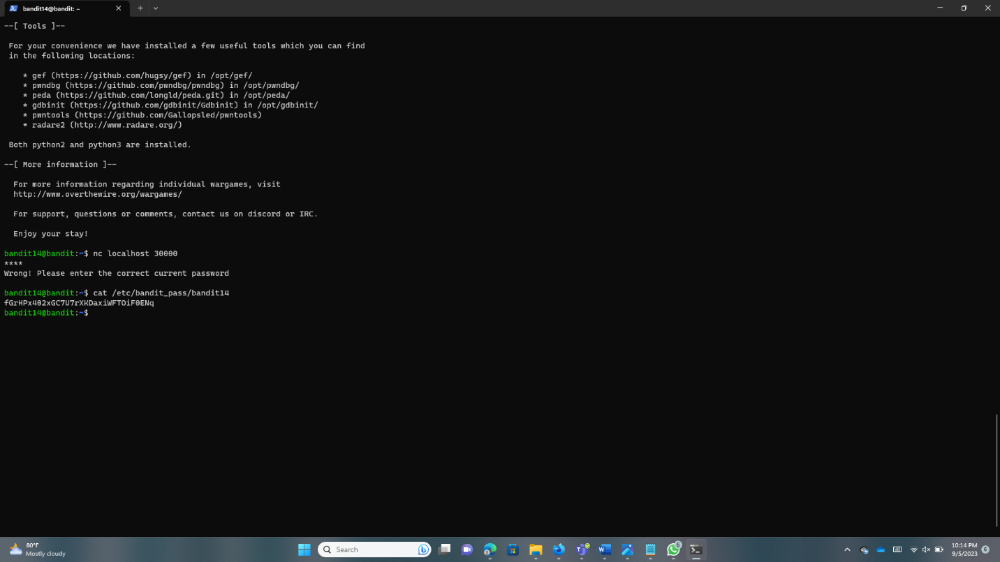 bandit14@bandit: ~
--[ Tools ]--
For your convenience we have installed a few useful tools which you can find
in the following locations:
* gef (https://github.com/hugsy/gef) in /opt/gef/
* pwndbg (https://github.com/pwndbg/pwndbg) in /opt/pwndbg/
* peda (https://github.com/longld/peda.git) in /opt/peda/
* gdbinit (https://github.com/gdbinit/Gdbinit) in /opt/gdbinit/
* pwntools (https://github.com/Gallopsled/pwntools)
* radare2 (http://www.radare.org/)
Both python2 and python3 are installed.
--[ More information ]--
For more information regarding individual wargames, visit
http://www.overthewire.org/wargames/
For support, questions or comments, contact us on discord or IRC.
Enjoy your stay!
bandit14@bandit:~$ nc localhost 30000
****
Wrong! Please enter the correct current password
bandit14@bandit:~$ cat /etc/bandit_pass/bandit14
fGrHPx402xGC7U7rXKDaxiWFTOiF0ENq
bandit14@bandit:~$
80°F
Mostly cloudy
Search
6
10:14 PM
9/5/2023
6